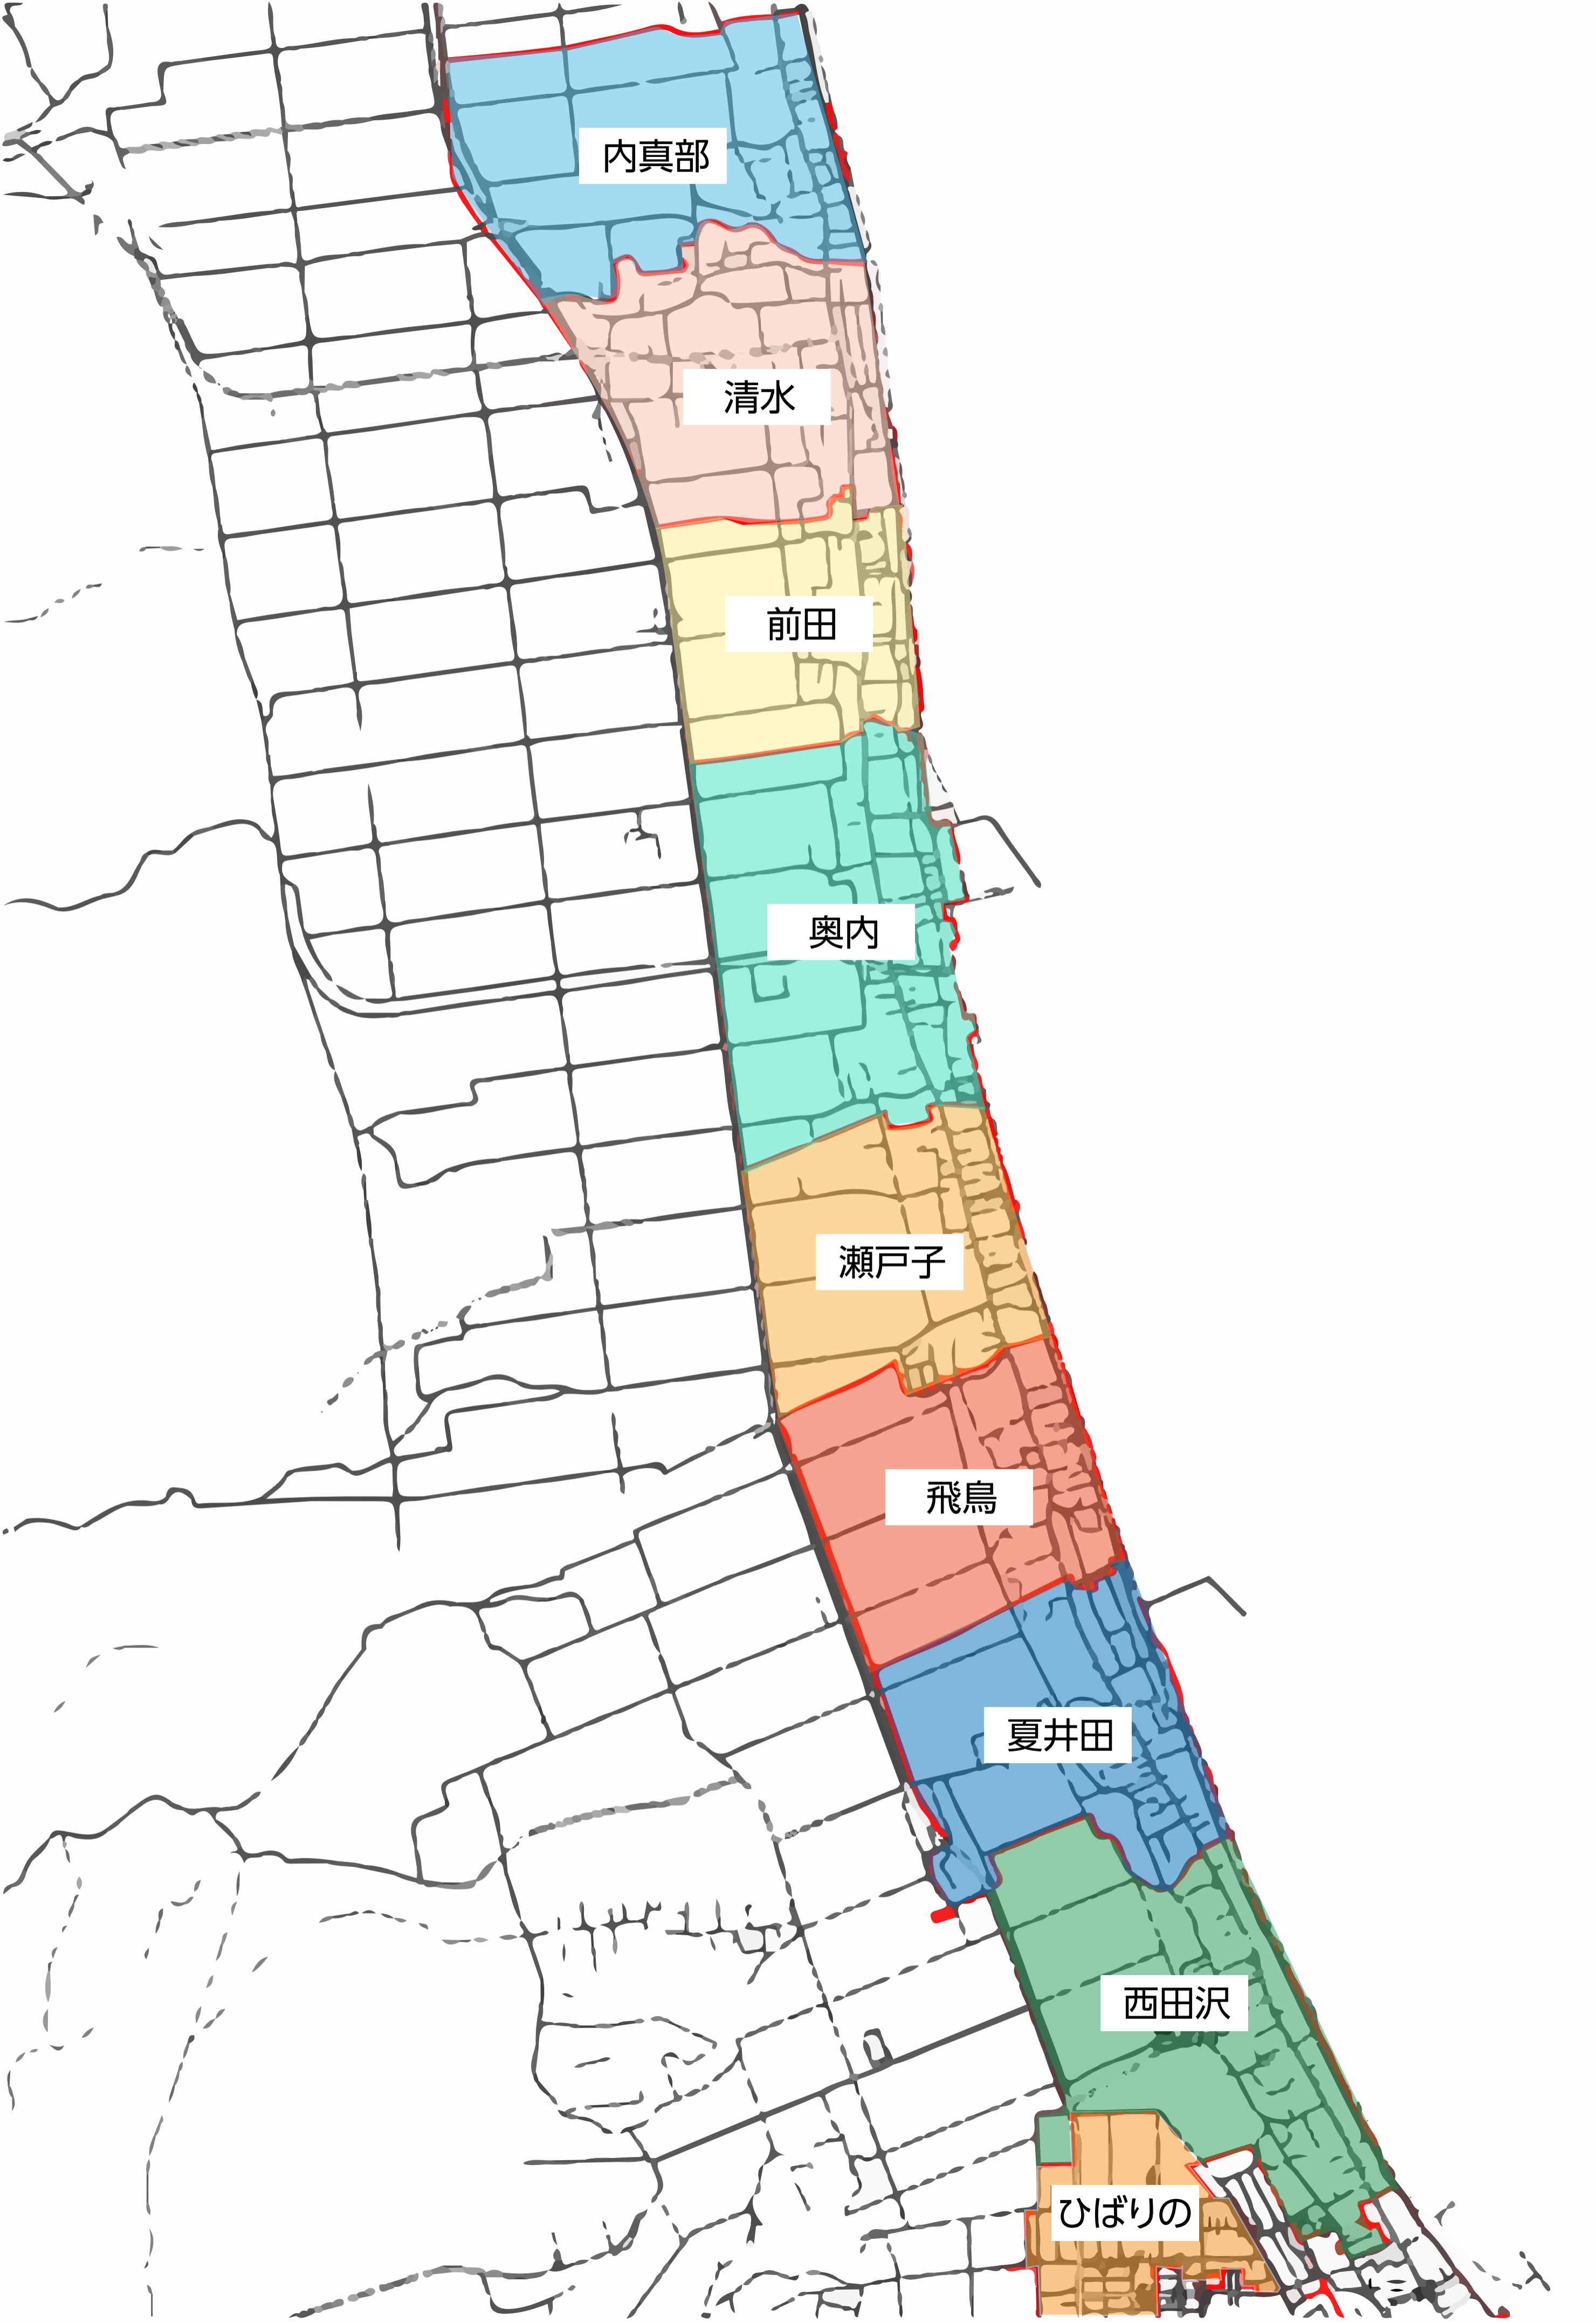 内真部
清水
前田
奥内
瀬戸子
飛鳥
夏井田
西田沢
ひばりの